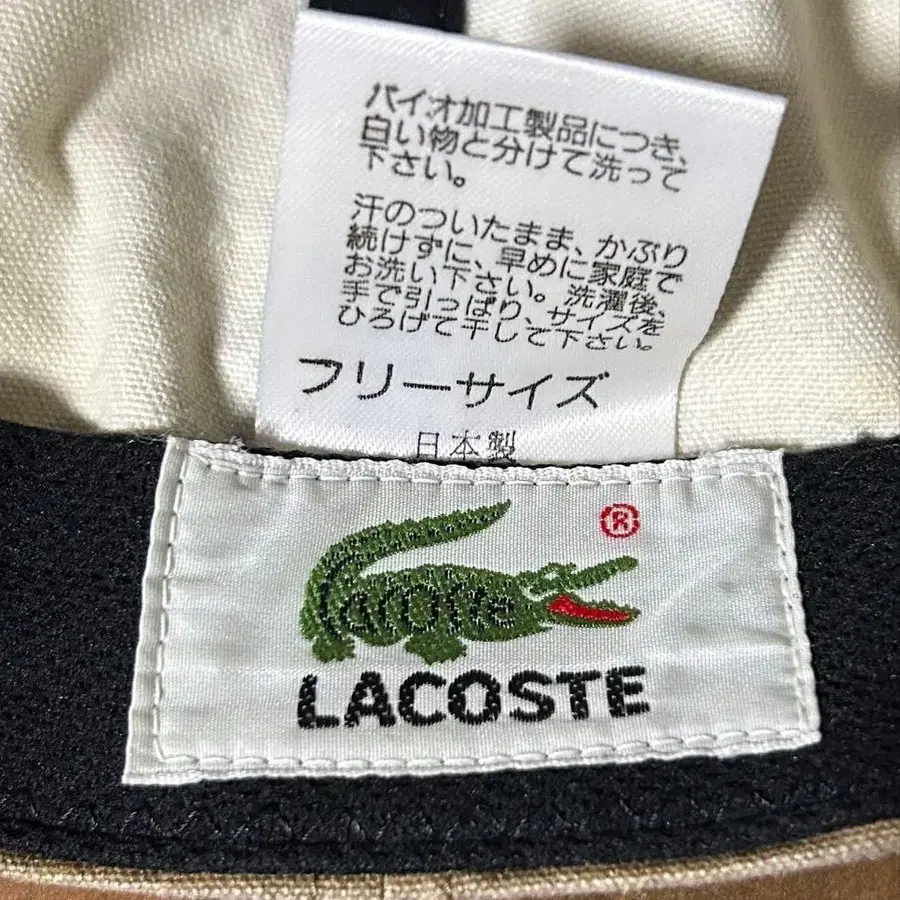 バイオ加工製品につき、
白い物と分けて洗って
下さい。
汗のついたまま、かぶり
続けずに、早めに家庭で
お洗い下さい。洗濯後、
手で引っぱり、サイズを
ひろげて干して下さい。
フリーサイズ
日本製
®
lacoste
LACOSTE